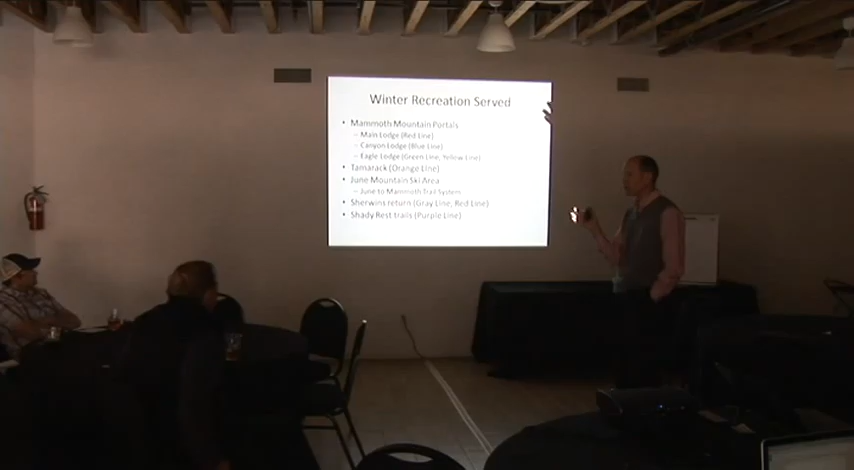 Winter Recreation Served
• Mammoth Mountain Portals
– Main Lodge (Red Line)
– Canyon Lodge (Blue Line)
– Eagle Lodge (Green Line, Yellow Line)
• Tamarack (Orange Line)
• June Mountain Ski Area
– June to Mammoth Trail System
• Sherwins return (Gray Line, Red Line)
• Shady Rest trails (Purple Line)